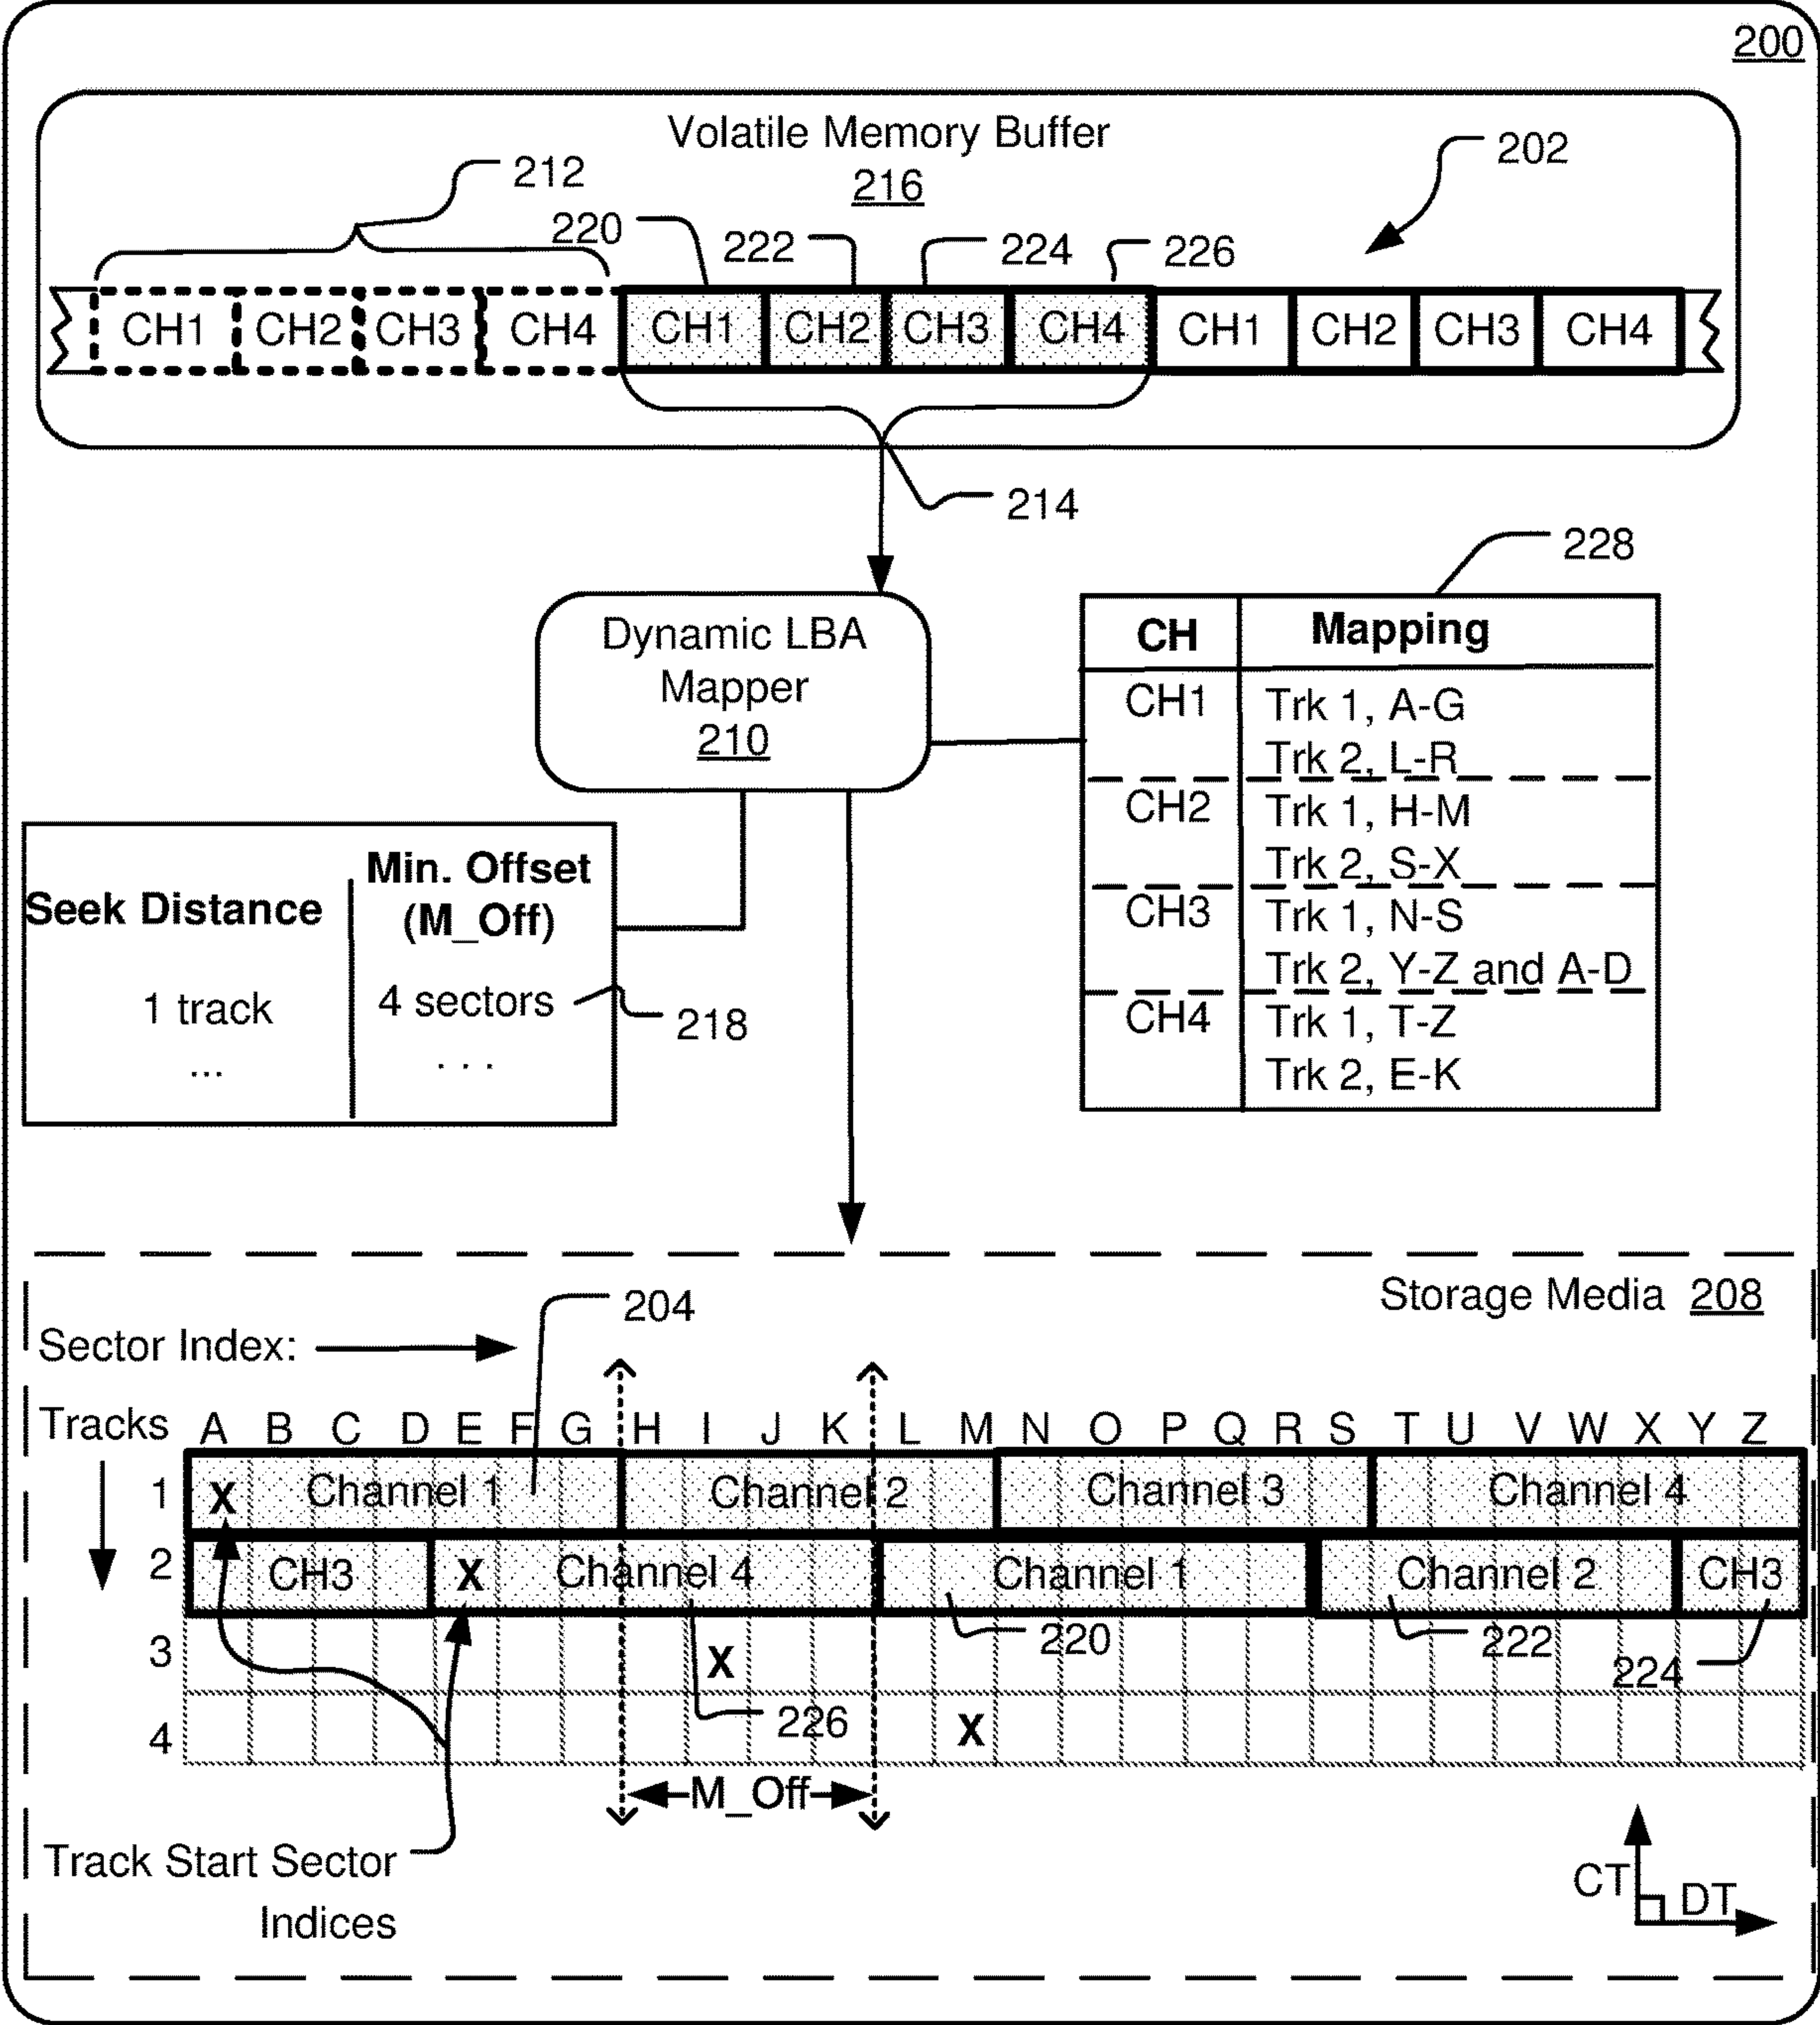 200
Volatile Memory Buffer
216
202
212
220
222
224
226
CH1 CH2 CH3 CH4 CH1 CH2 CH3 CH4 CH1 CH2 CH3 CH4
214
228
Dynamic LBA
Mapper
210
CH Mapping
CH1 Trk 1, A-G
Trk 2, L-R
CH2 Trk 1, H-M
Trk 2, S-X
CH3 Trk 1, N-S
Trk 2, Y-Z and A-D
CH4 Trk 1, T-Z
Trk 2, E-K
Seek Distance
Min. Offset
(M_Off)
1 track
4 sectors
218
...
. . .
Storage Media 208
204
Sector Index:
Tracks A B C D E F G H I J K L M N O P Q R S T U V W X Y Z
1 X Channel 1 Channel 2 Channel 3 Channel 4
2 CH3 X Channel 4 Channel 1 Channel 2 CH3
220
222
224
3 X
226
4 X
M_Off
Track Start Sector
Indices
CT
DT